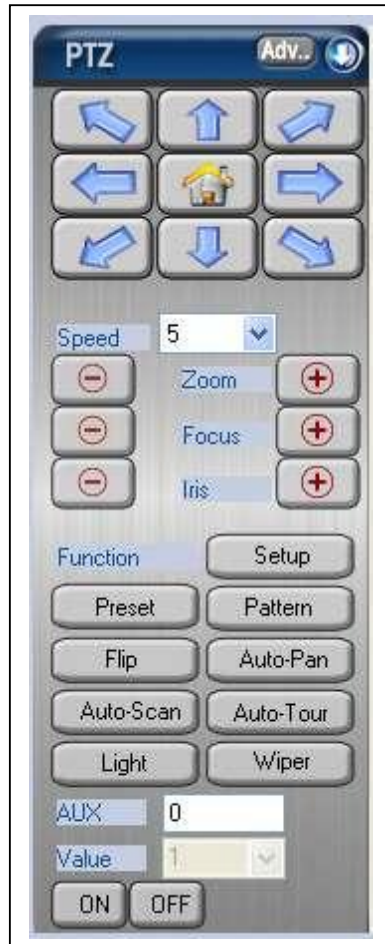 PTZ Adv..
Speed 5
Zoom
Focus
Iris
Function Setup
Preset Pattern
Flip Auto-Pan
Auto-Scan Auto-Tour
Light Wiper
AUX 0
Value 1
ON OFF